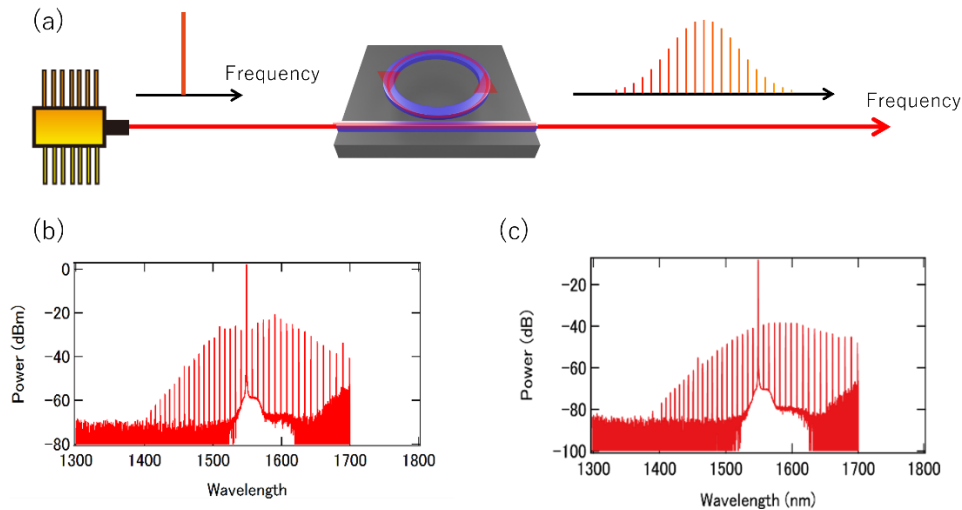 (a)
Frequency
Frequency
(b)
0
-20
-40
-60
-80
Power (dBm)
1300 1400 1500 1600 1700 1800
Wavelength
(c)
-20
-40
-60
-80
-100
Power (dB)
1300 1400 1500 1600 1700 1800
Wavelength (nm)